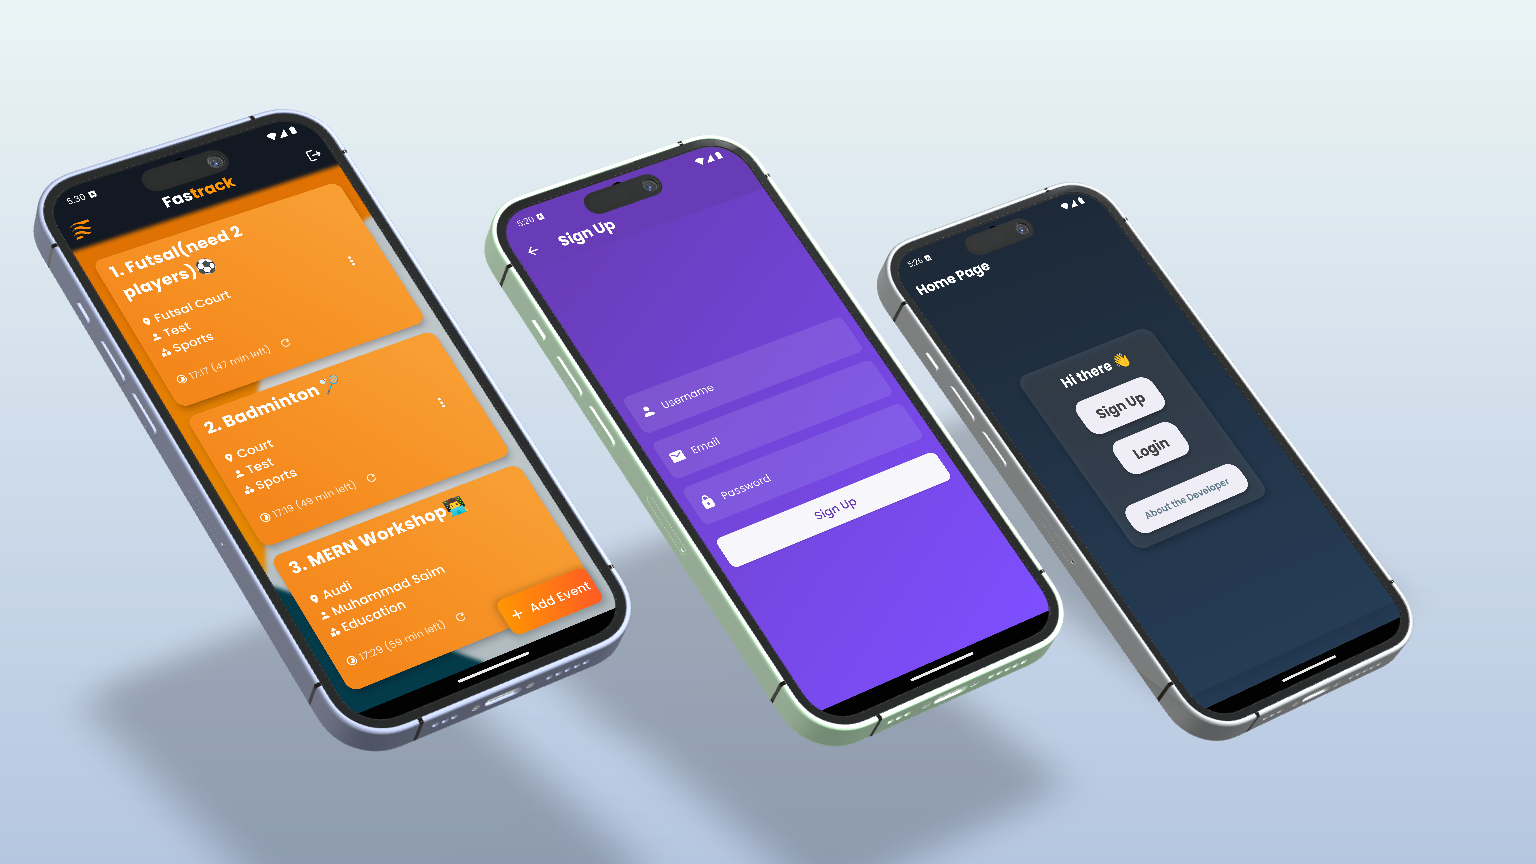 5:30
Fastrack
1. Futsal(need 2
players)⚽
Futsal Court
Test
Sports
17:17 (47 min left)
2. Badminton🏸
Court
Test
Sports
17:19 (49 min left)
3. MERN Workshop🧑‍💻
Audi
Muhammad Saim
Education
17:29 (59 min left)
+ Add Event
5:20
Sign Up
Username
Email
Password
Sign Up
5:26
Home Page
Hi there 👋
Sign Up
Login
About the Developer